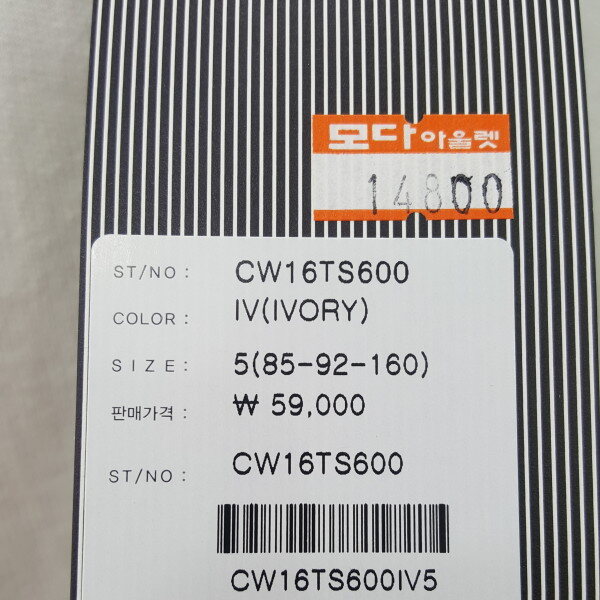 모다아울렛
14800
ST/NO : CW16TS600
COLOR : IV(IVORY)
SIZE : 5(85-92-160)
판매가격 : ₩ 59,000
ST/NO : CW16TS600
CW16TS600IV5